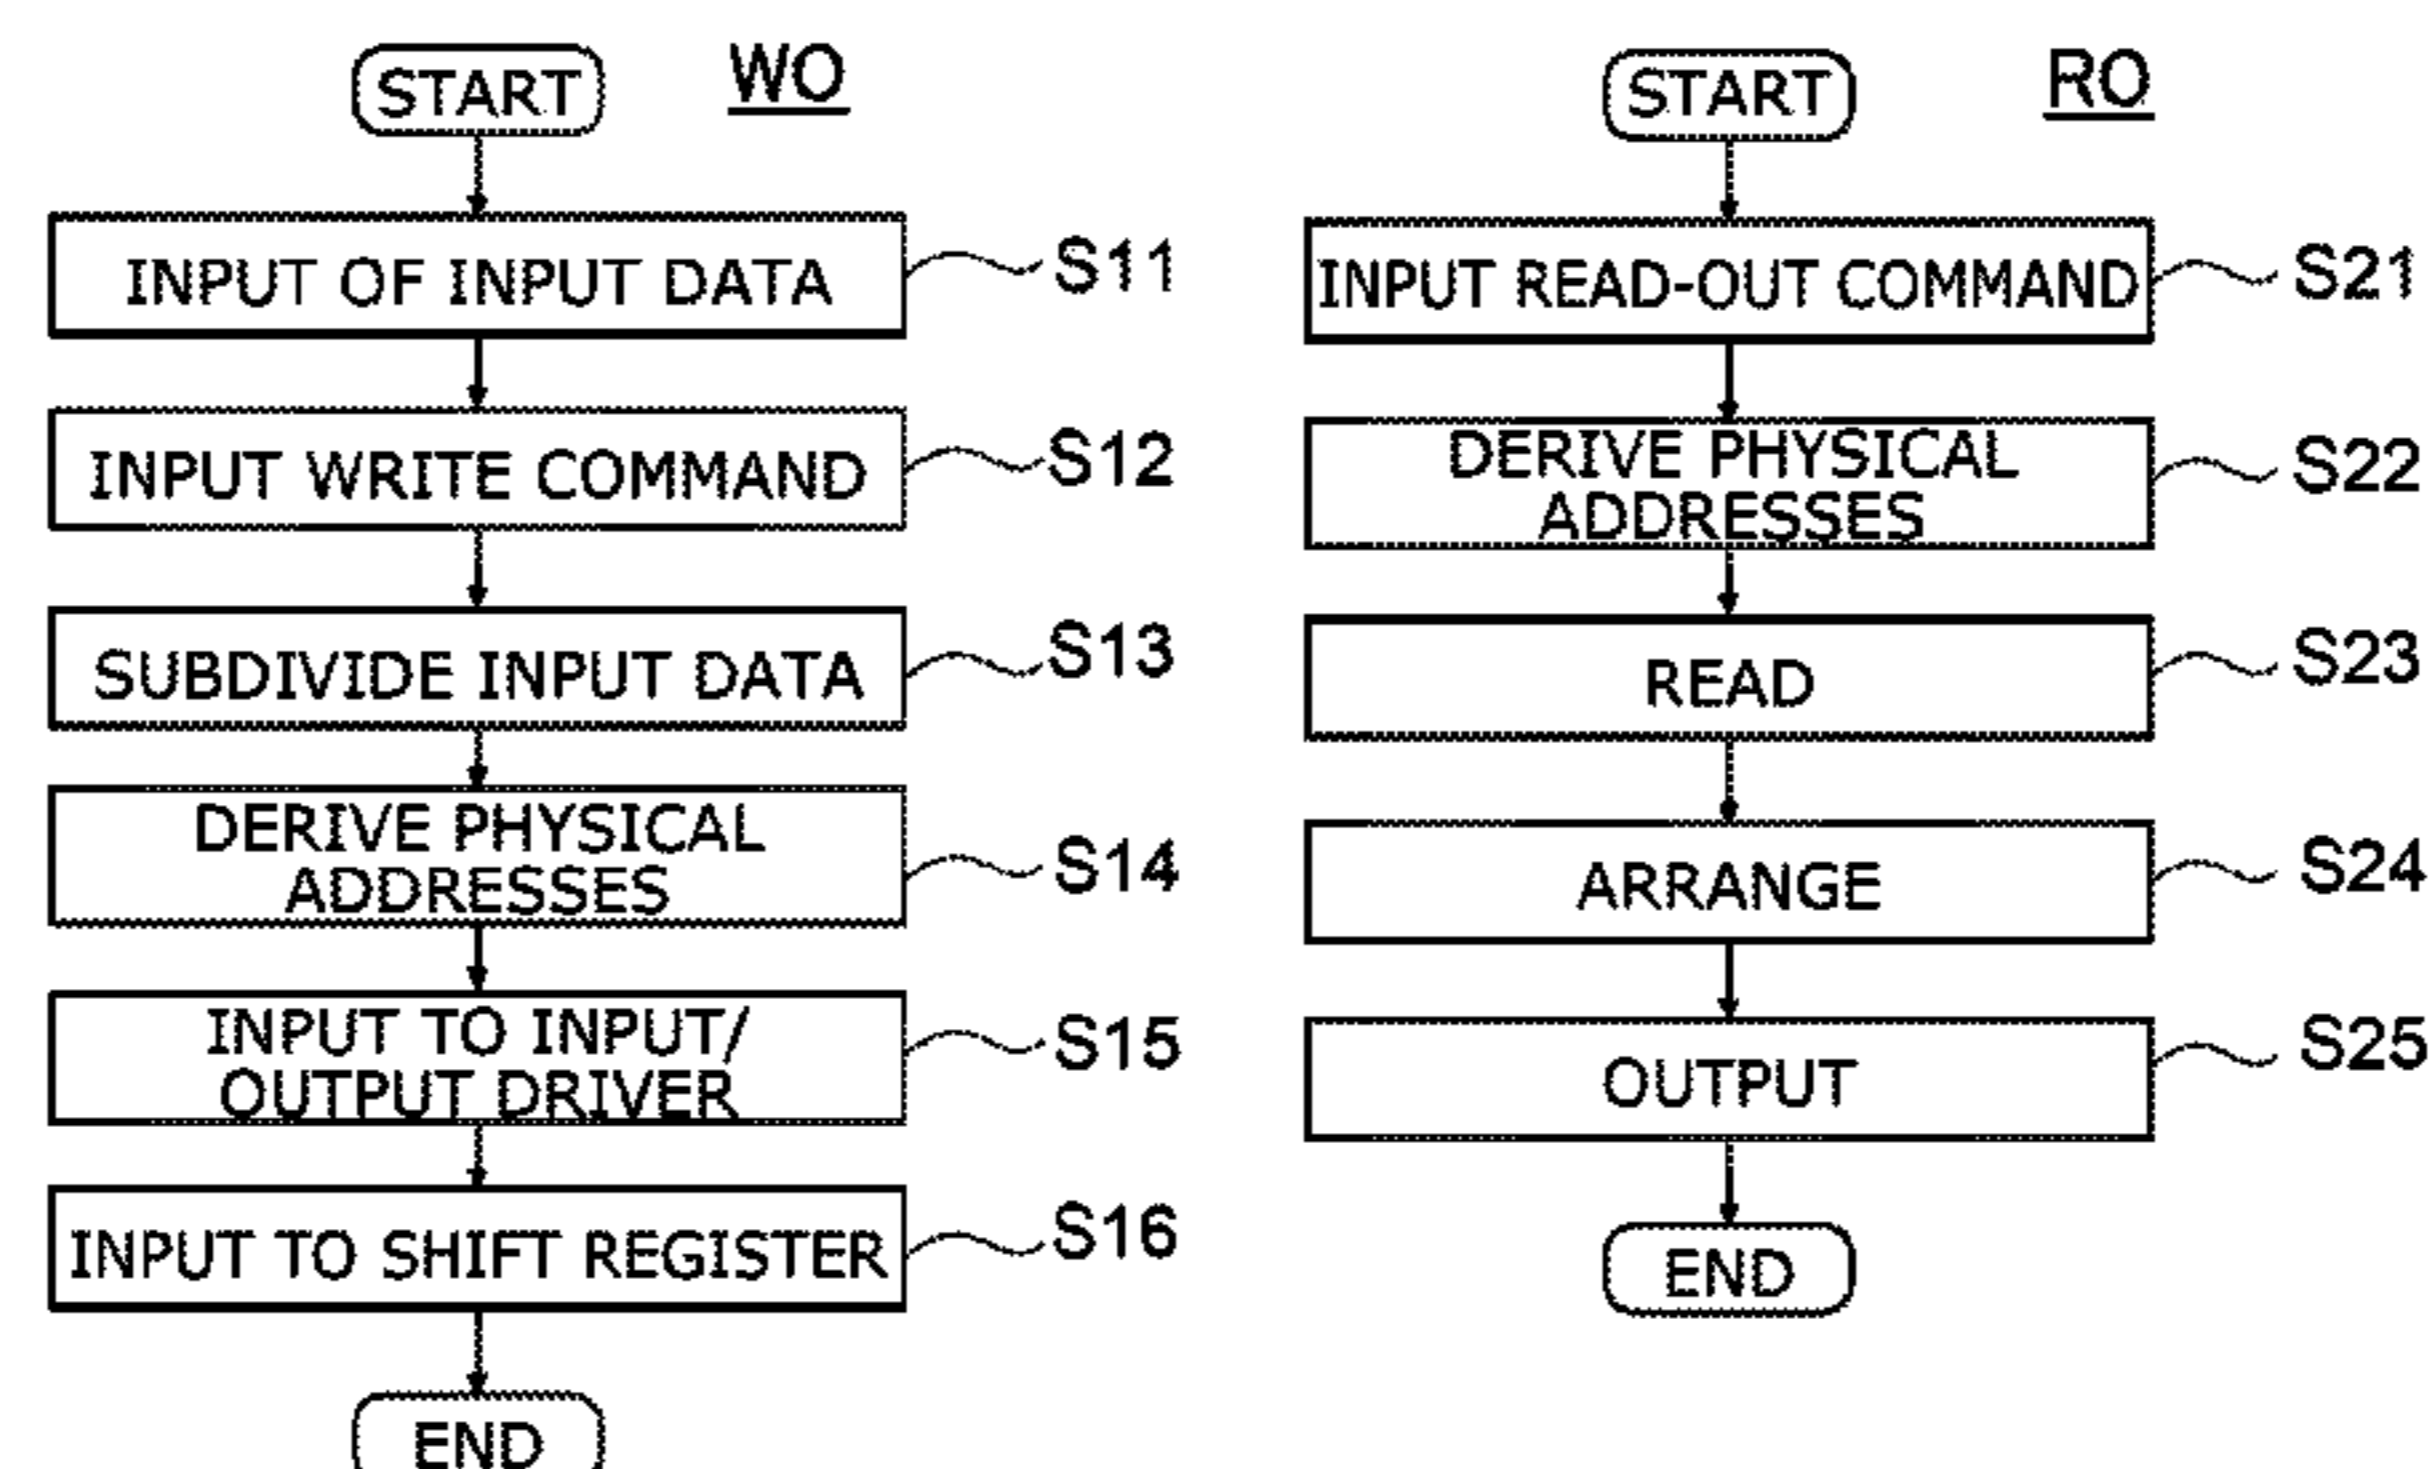 START
WO
INPUT OF INPUT DATA
S11
INPUT WRITE COMMAND
S12
SUBDIVIDE INPUT DATA
S13
DERIVE PHYSICAL
ADDRESSES
S14
INPUT TO INPUT/
OUTPUT DRIVER
S15
INPUT TO SHIFT REGISTER
S16
END
START
RO
INPUT READ-OUT COMMAND
S21
DERIVE PHYSICAL
ADDRESSES
S22
READ
S23
ARRANGE
S24
OUTPUT
S25
END